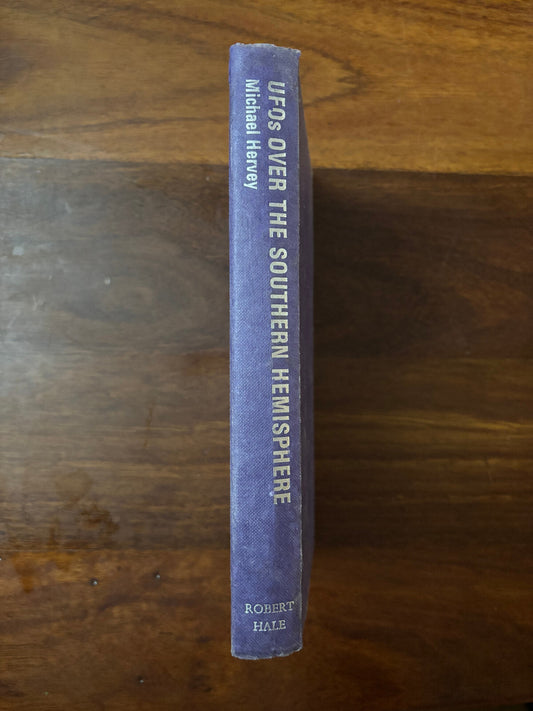 UFOs OVER THE SOUTHERN HEMISPHERE
Michael Hervey
ROBERT
HALE